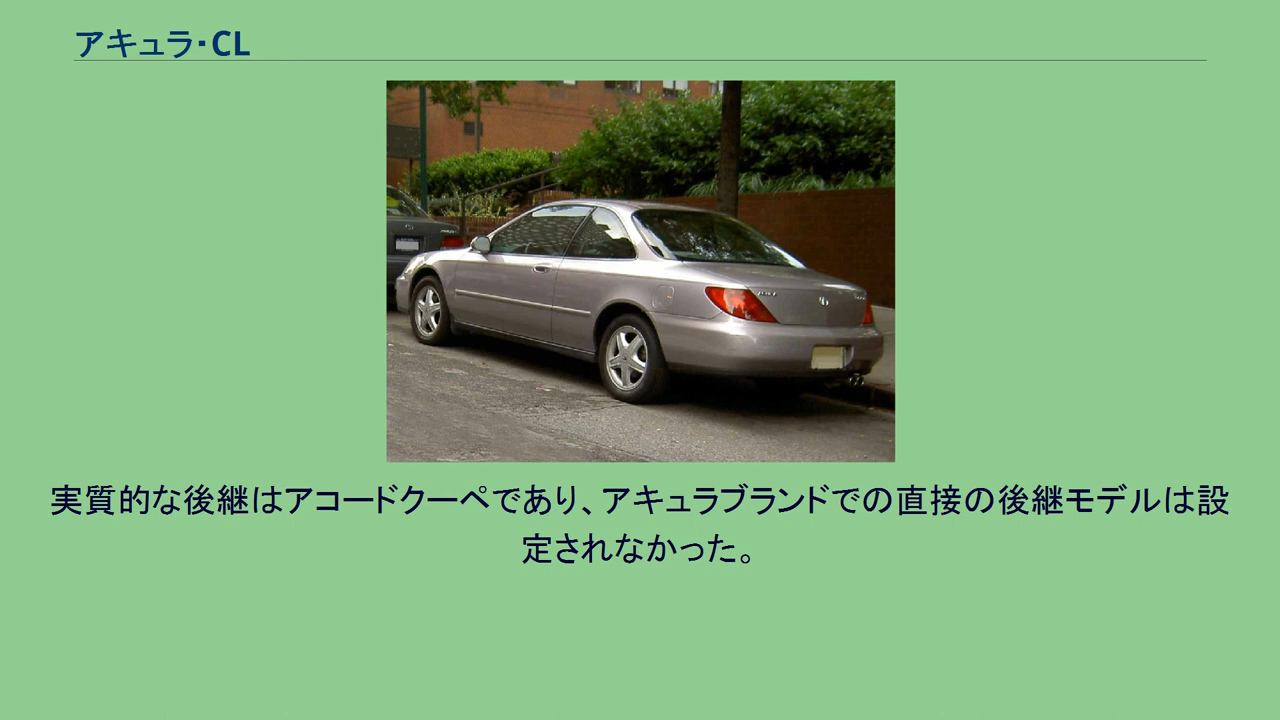 アキュラ・CL
実質的な後継はアコードクーペであり、アキュラブランドでの直接の後継モデルは設
定されなかった。